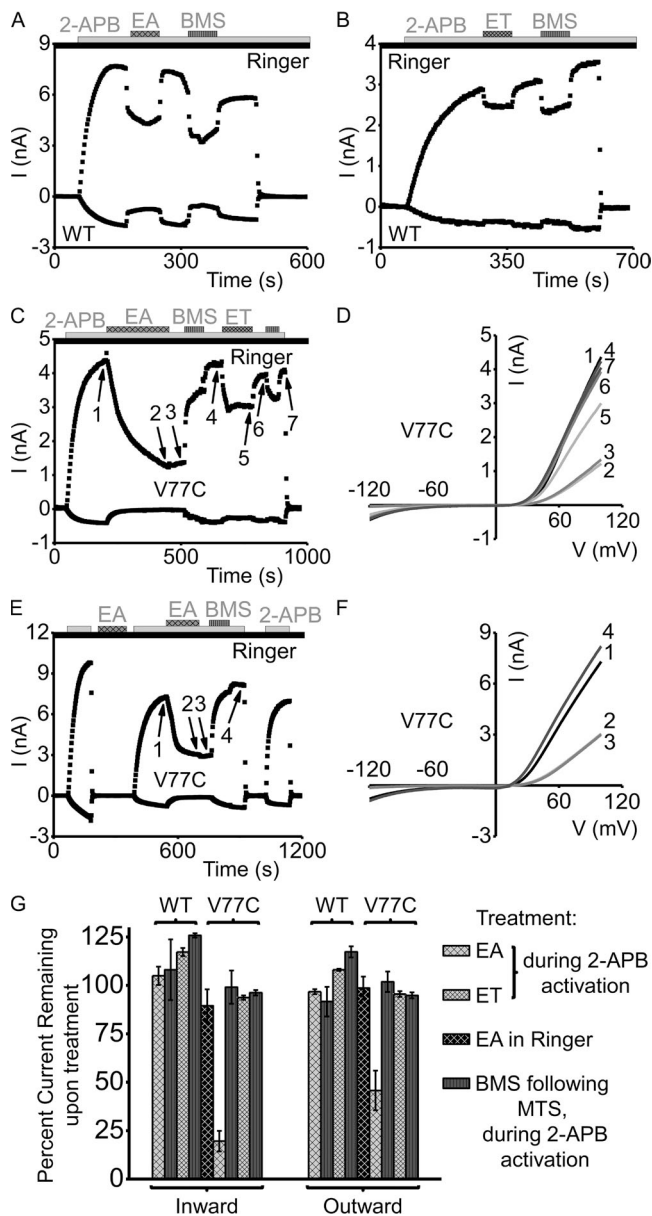 A
2-APB EA BMS
Ringer
9
6
3
0
-3
I (nA)
WT
0 300 600
Time (s)
B
2-APB ET BMS
Ringer
4
3
2
1
0
-1
I (nA)
WT
0 350 700
Time (s)
C
2-APB EA BMS ET
Ringer
5
4
3
2
1
0
-1
I (nA)
1 2 3 4 5 6 7
V77C
0 500 1000
Time (s)
D
5
4
3
2
1
-1
I (nA)
V77C
-120 -60
60 120
V (mV)
1 4
7
6
5
3
2
E
EA EA BMS 2-APB
Ringer
12
9
6
3
0
-3
I (nA)
1 2 3 4
V77C
0 600 1200
Time (s)
F
9
6
3
-3
I (nA)
V77C
-120 -60
60 120
V (mV)
4
1
2
3
G
WT V77C WT V77C
Percent Current Remaining
upon treatment
125
100
75
50
25
0
Inward Outward
Treatment:
EA
ET
during 2-APB
activation
EA in Ringer
BMS following
MTS,
during 2-APB
activation